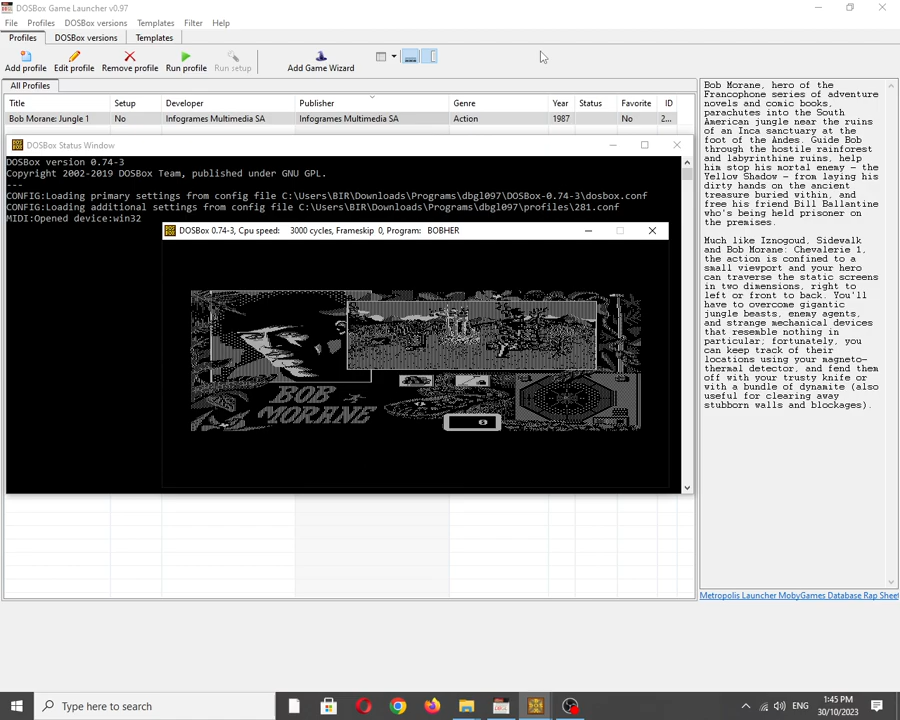 DOSBox Game Launcher v0.97
File Profiles DOSBox versions Templates Filter Help
Profiles DOSBox versions Templates
Add profile Edit profile Remove profile Run profile Run setup Add Game Wizard
All Profiles
Title Setup Developer Publisher Genre Year Status Favorite ID
Bob Morane: Jungle 1 No Infogrames Multimedia SA Infogrames Multimedia SA Action 1987 No 2...
DOSBox Status Window
DOSBox version 0.74-3
Copyright 2002-2019 DOSBox Team, published under GNU GPL.
---
CONFIG:Loading primary settings from config file C:\Users\BIR\Downloads\Programs\dbgl097\DOSBox-0.74-3\dosbox.conf
CONFIG:Loading additional settings from config file C:\Users\BIR\Downloads\Programs\dbgl097\profiles\281.conf
MIDI:Opened device:win32
DOSBox 0.74-3, Cpu speed: 3000 cycles, Frameskip 0, Program: BOBHER
BOB
MORANE
0
Bob Morane, hero of the
Francophone series of adventure
novels and comic books,
parachutes into the South
American jungle near the ruins
of an Inca sanctuary at the
foot of the Andes. Guide Bob
through the hostile rainforest
and labyrinthine ruins, help
him stop his mortal enemy - the
Yellow Shadow - from laying his
dirty hands on the ancient
treasure buried within, and
free his friend Bill Ballantine
who's being held prisoner on
the premises.
Much like Iznogoud, Sidewalk
and Bob Morane: Chevalerie 1,
the action is confined to a
small viewport and your hero
can traverse the static screens
in two dimensions, right to
left or front to back. You'll
have to overcome gigantic
jungle beasts, enemy agents,
and strange mechanical devices
that resemble nothing in
particular; fortunately, you
can keep track of their
locations using your magneto-
thermal detector, and fend them
off with your trusty knife or
with a bundle of dynamite (also
useful for clearing away
stubborn walls and blockages).
Metropolis Launcher MobyGames Database Rap Sheet
Type here to search
ENG
1:45 PM
30/10/2023